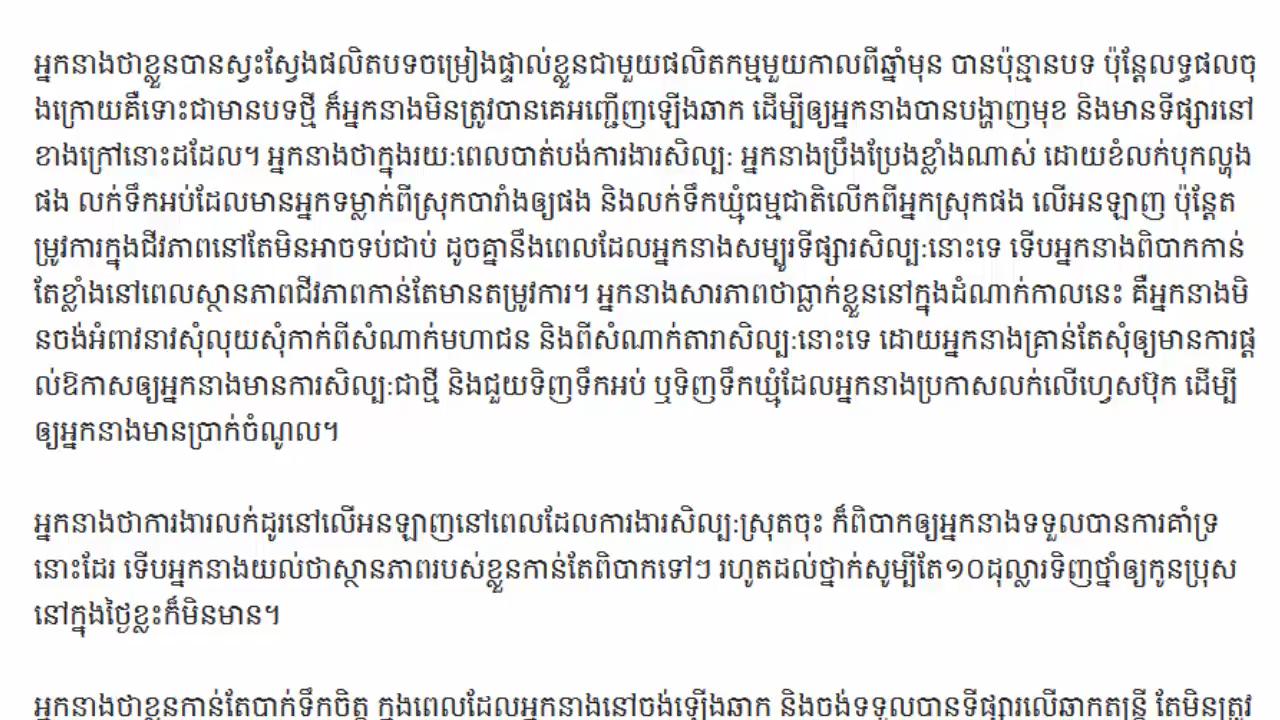 អ្នកនាងថាខ្លួនបានស្វះស្វែងផលិតបទចម្រៀងផ្ទាល់ខ្លួនជាមួយផលិតកម្មមួយកាលពីឆ្នាំមុន បានប៉ុន្មានបទ ប៉ុន្តែលទ្ធផលចុ
ងក្រោយគឺទោះជាមានបទថ្មី ក៏អ្នកនាងមិនត្រូវបានគេអញ្ជើញឡើងឆាក ដើម្បីឲ្យអ្នកនាងបានបង្ហាញមុខ និងមានទីផ្សារនៅ
ខាងក្រៅនោះដដែល។ អ្នកនាងថាក្នុងរយ:ពេលបាត់បង់ការងារសិល្ប: អ្នកនាងប្រឹងប្រែងខ្លាំងណាស់ ដោយខំលក់បុកល្ហុង
ផង លក់ទឹកអប់ដែលមានអ្នកទម្លាក់ពីស្រុកបារាំងឲ្យផង និងលក់ទឹកឃ្មុំធម្មជាតិលើកពីអ្នកស្រុកផង លើអនឡាញ ប៉ុន្តែត
ម្រូវការក្នុងជីវភាពនៅតែមិនអាចទប់ជាប់ ដូចគ្នានឹងពេលដែលអ្នកនាងសម្បូរទីផ្សារសិល្ប:នោះទេ ទើបអ្នកនាងពិបាកកាន់
តែខ្លាំងនៅពេលស្ថានភាពជីវភាពកាន់តែមានតម្រូវការ។ អ្នកនាងសារភាពថាធ្លាក់ខ្លួននៅក្នុងដំណាក់កាលនេះ គឺអ្នកនាងមិ
នចង់អំពាវនាវសុំលុយសុំកាក់ពីសំណាក់មហាជន និងពីសំណាក់តារាសិល្ប:នោះទេ ដោយអ្នកនាងគ្រាន់តែសុំឲ្យមានការផ្ត
ល់ឱកាសឲ្យអ្នកនាងមានការសិល្ប:ជាថ្មី និងជួយទិញទឹកអប់ ឬទិញទឹកឃ្មុំដែលអ្នកនាងប្រកាសលក់លើហ្វេសប៊ុក ដើម្បី
ឲ្យអ្នកនាងមានប្រាក់ចំណូល។
អ្នកនាងថាការងារលក់ដូរនៅលើអនឡាញនៅពេលដែលការងារសិល្ប:ស្រុតចុះ ក៏ពិបាកឲ្យអ្នកនាងទទួលបានការគាំទ្រ
នោះដែរ ទើបអ្នកនាងយល់ថាស្ថានភាពរបស់ខ្លួនកាន់តែពិបាកទៅៗ រហូតដល់ថ្នាក់សូម្បីតែ១០ដុល្លារទិញថ្នាំឲ្យកូនប្រុស
នៅក្នុងថ្ងៃខ្លះក៏មិនមាន។
អ្នកនាងថាខ្លួនកាន់តែបាក់ទឹកចិត្ត ក្នុងពេលដែលអ្នកនាងនៅចង់ឡើងឆាក និងចង់ទទួលបានទីផ្សារលើឆាកតន្ត្រី តែមិនត្រូវ